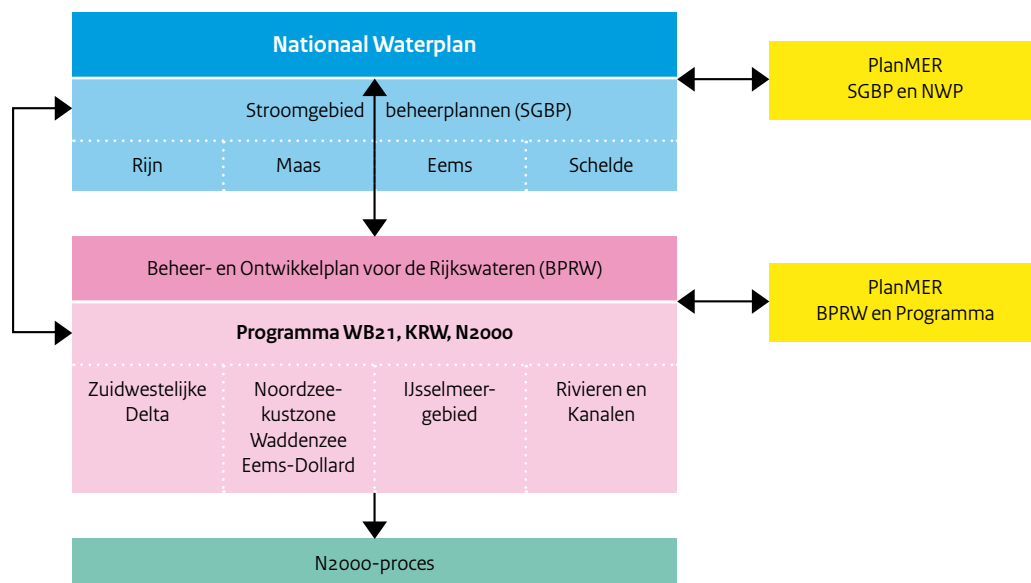 Nationaal Waterplan
Stroomgebied beheerplannen (SGBP)
Rijn
Maas
Eems
Schelde
PlanMER
SGBP en NWP
Beheer- en Ontwikkelplan voor de Rijkswateren (BPRW)
Programma WB21, KRW, N2000
PlanMER
BPRW en Programma
Zuidwestelijke
Delta
Noordzee-
kustzone
Waddenzee
Eems-Dollard
IJsselmeer-
gebied
Rivieren en
Kanalen
N2000-proces